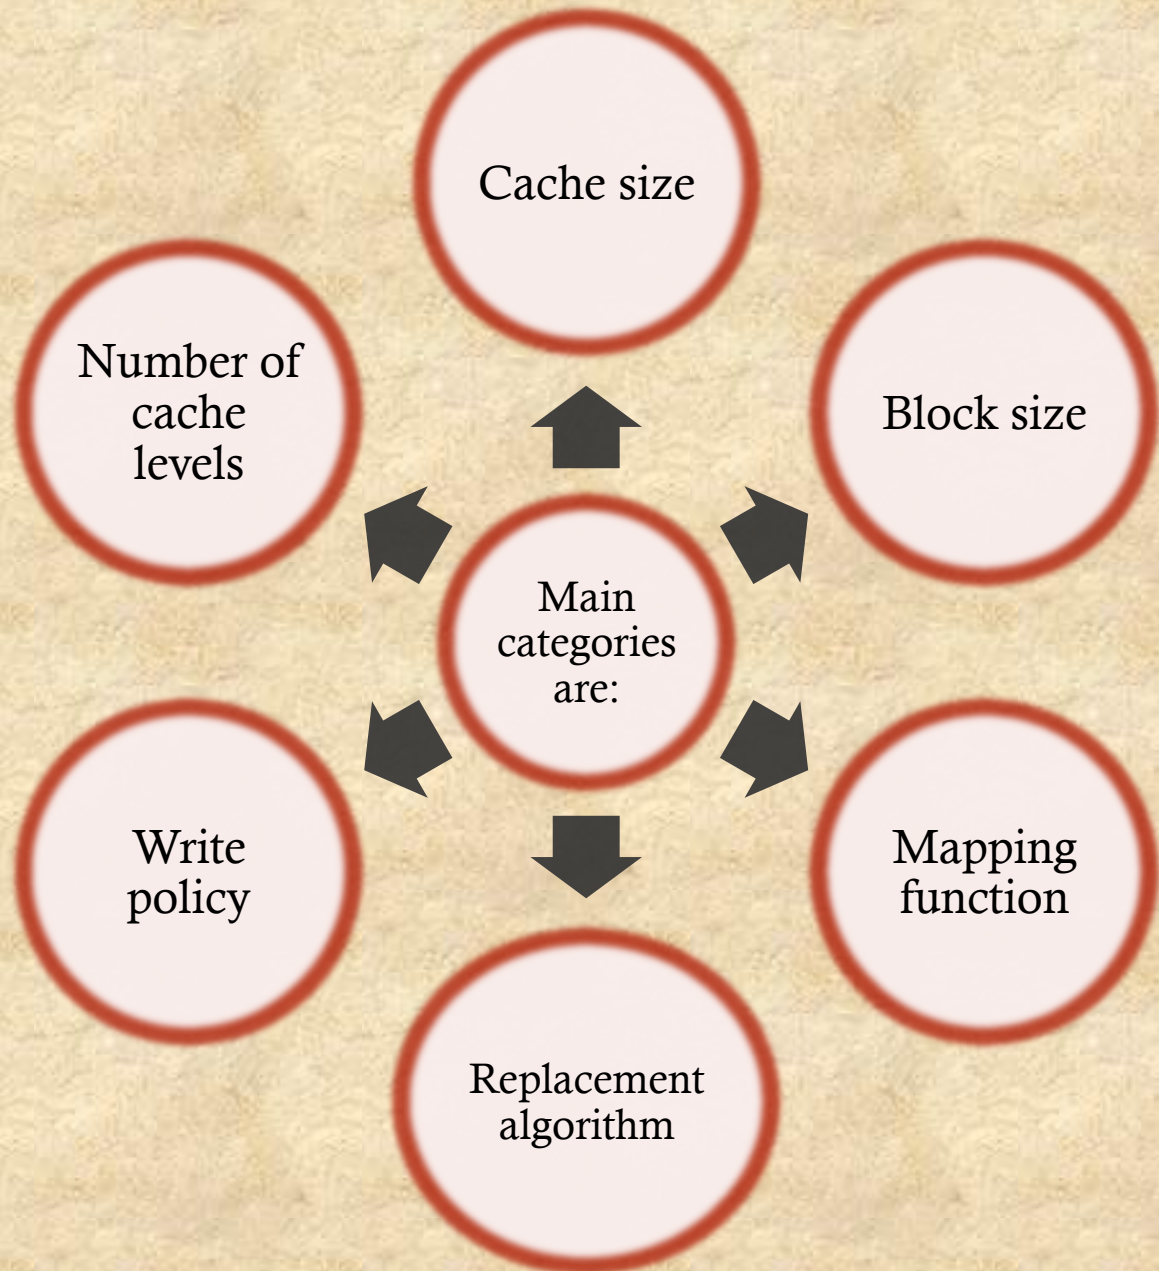 Cache size
Number of
cache
levels
Block size
Main
categories
are:
Write
policy
Mapping
function
Replacement
algorithm